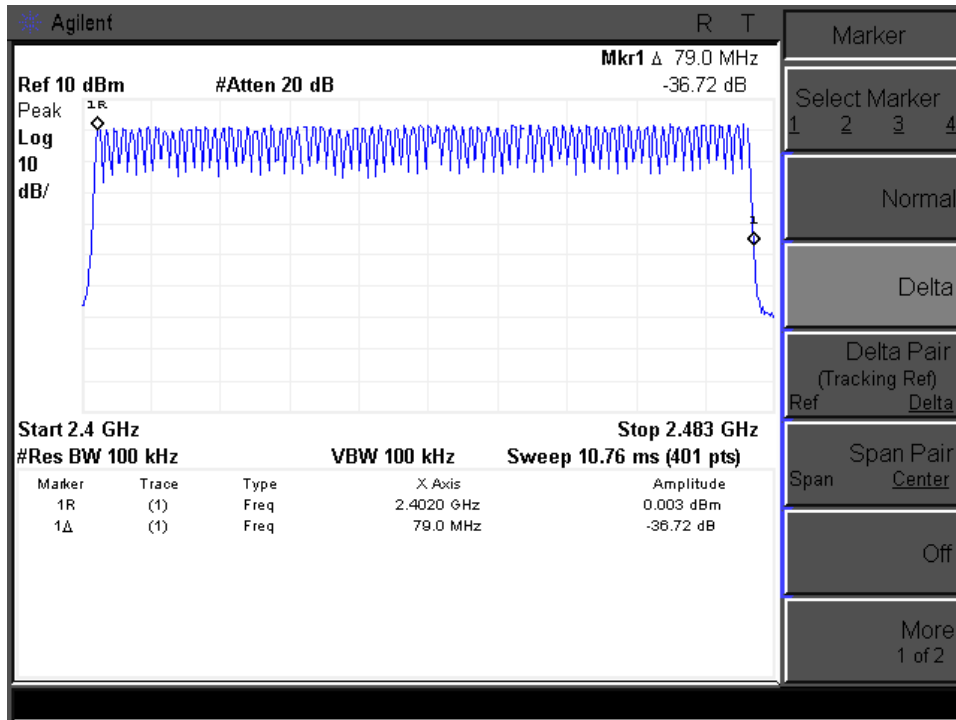 Agilent R T
Mkr1 Δ 79.0 MHz
Ref 10 dBm #Atten 20 dB -36.72 dB
Peak
Log
10
dB/
1R
1
Start 2.4 GHz Stop 2.483 GHz
#Res BW 100 kHz VBW 100 kHz Sweep 10.76 ms (401 pts)
Marker Trace Type X Axis Amplitude
1R (1) Freq 2.4020 GHz 0.003 dBm
1Δ (1) Freq 79.0 MHz -36.72 dB
Marker
Select Marker
1 2 3 4
Normal
Delta
Delta Pair
(Tracking Ref)
Ref Delta
Span Pair
Span Center
Off
More
1 of 2